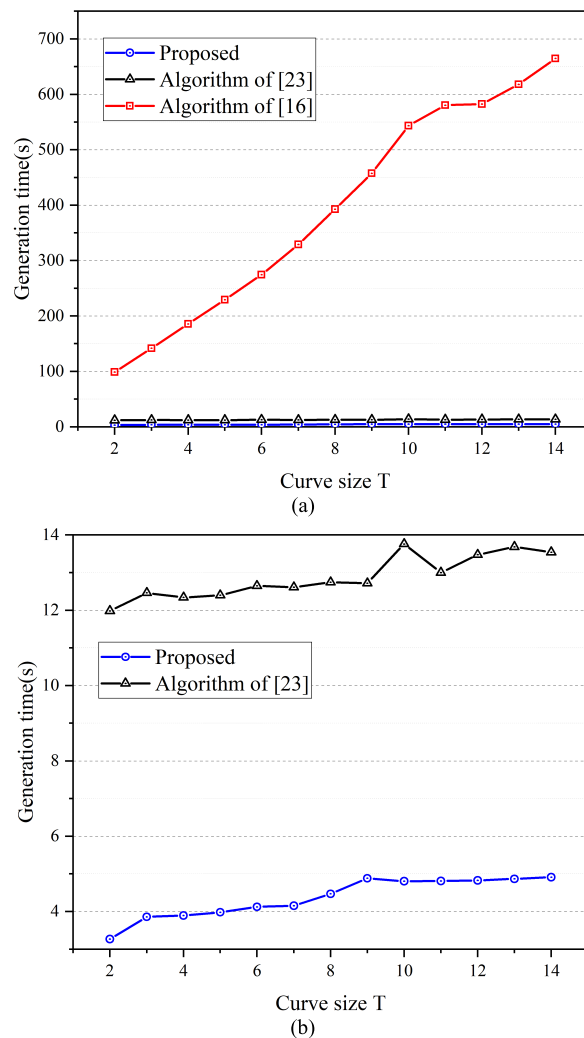 700
600
500
400
300
200
100
0
Generation time(s)
Proposed
Algorithm of [23]
Algorithm of [16]
2 4 6 8 10 12 14
Curve size T
(a)
14
12
10
8
6
4
Generation time(s)
Proposed
Algorithm of [23]
2 4 6 8 10 12 14
Curve size T
(b)